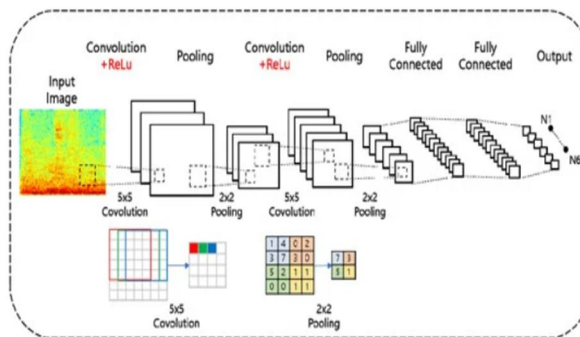 Convolution
+ReLu
Pooling
Convolution
+ReLu
Pooling
Fully
Connected
Fully
Connected
Output
Input
Image
N1
N6
5x5
Covolution
2x2
Pooling
5x5
Covolution
2x2
Pooling
1 4 0 2
3 7 3 0
5 2 1 1
0 0 1 1
7 3
5 1
5x5
Covolution
2x2
Pooling